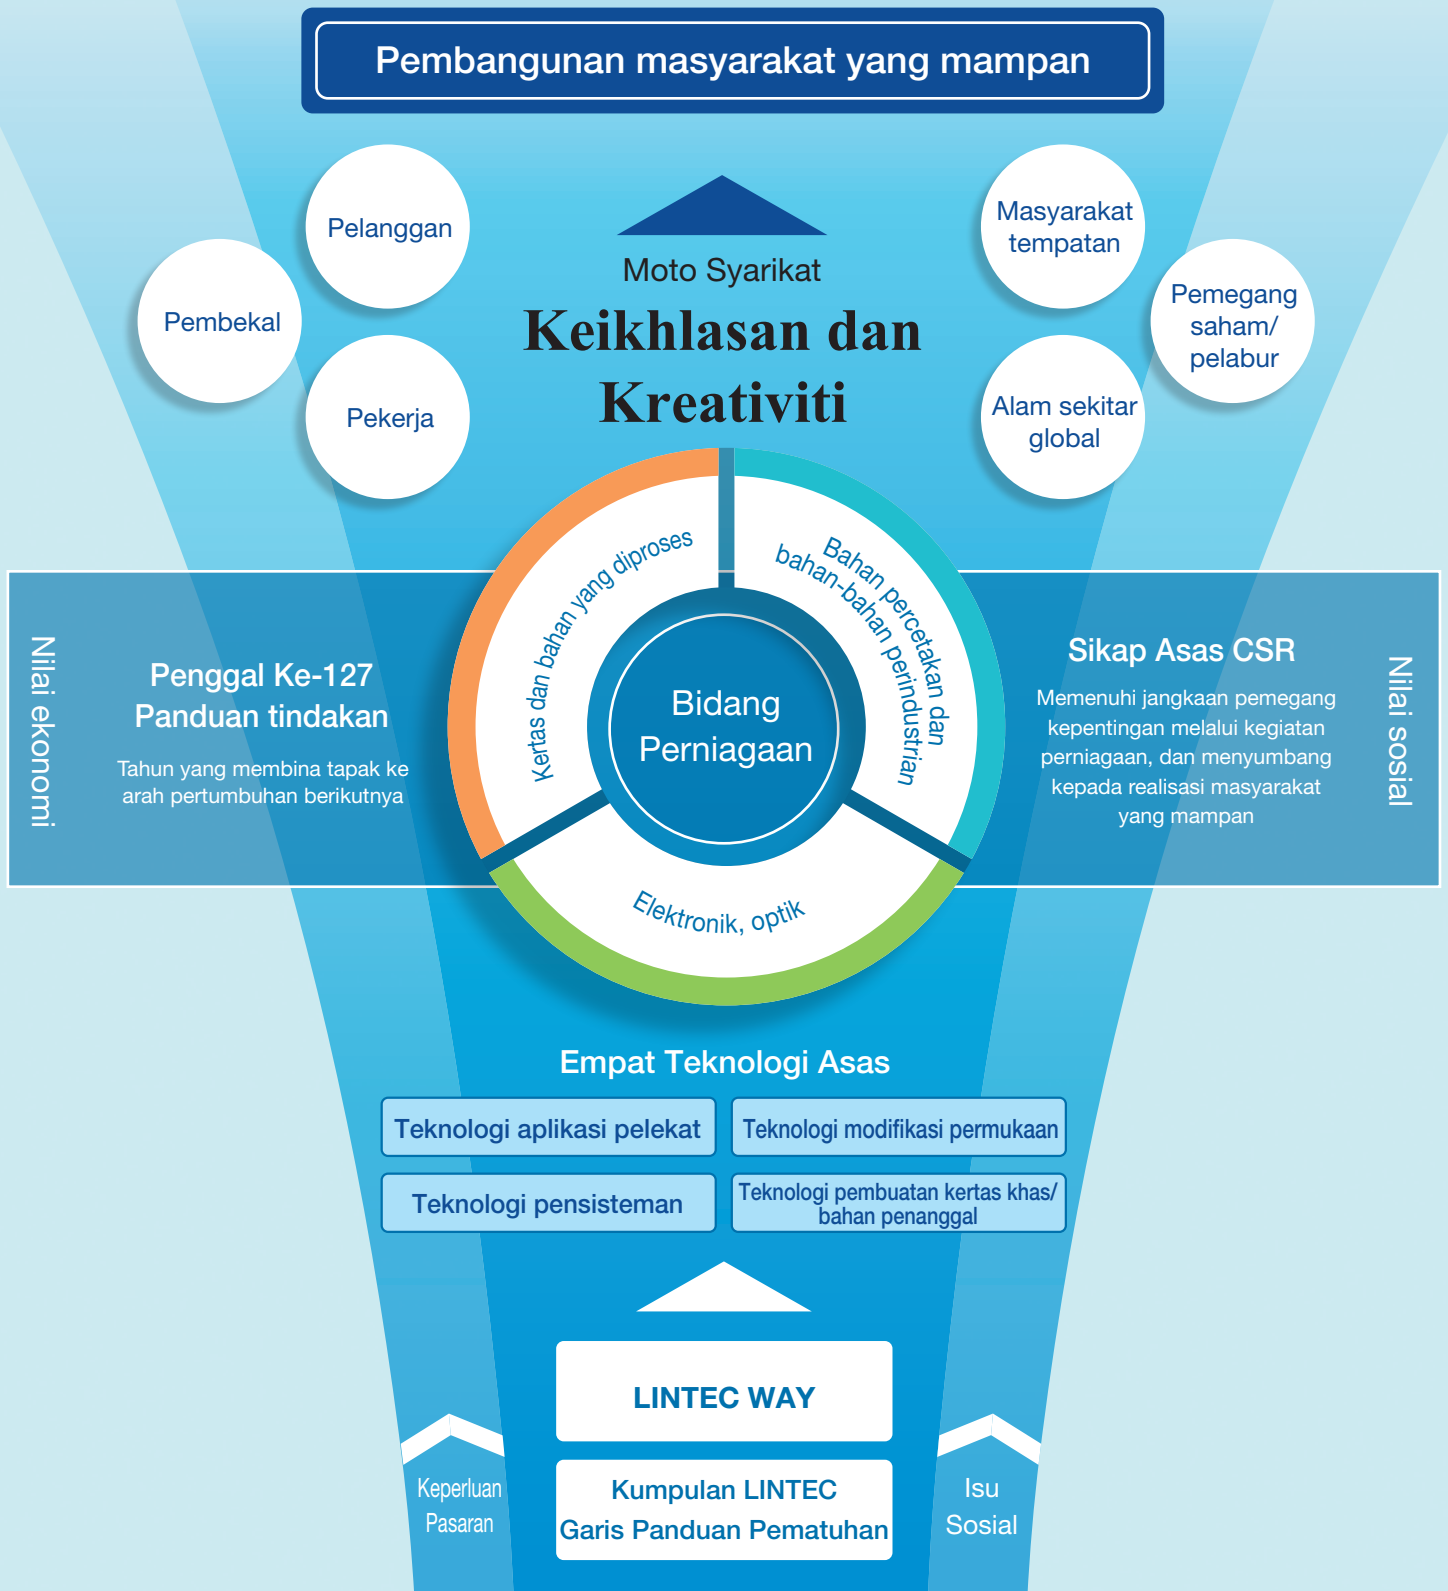 Pembangunan masyarakat yang mampan
Pelanggan
Pembekal
Pekerja
Moto Syarikat
Keikhlasan dan
Kreativiti
Masyarakat
tempatan
Pemegang
saham/
pelabur
Alam sekitar
global
Nilai ekonomi
Penggal Ke-127
Panduan tindakan
Tahun yang membina tapak ke
arah pertumbuhan berikutnya
Kertas dan bahan yang diproses
Bahan percetakan dan
bahan-bahan perindustrian
Bidang
Perniagaan
Elektronik, optik
Sikap Asas CSR
Memenuhi jangkaan pemegang
kepentingan melalui kegiatan
perniagaan, dan menyumbang
kepada realisasi masyarakat
yang mampan
Nilai sosial
Empat Teknologi Asas
Teknologi aplikasi pelekat
Teknologi modifikasi permukaan
Teknologi pensisteman
Teknologi pembuatan kertas khas/
bahan penanggal
LINTEC WAY
Kumpulan LINTEC
Garis Panduan Pematuhan
Keperluan
Pasaran
Isu
Sosial